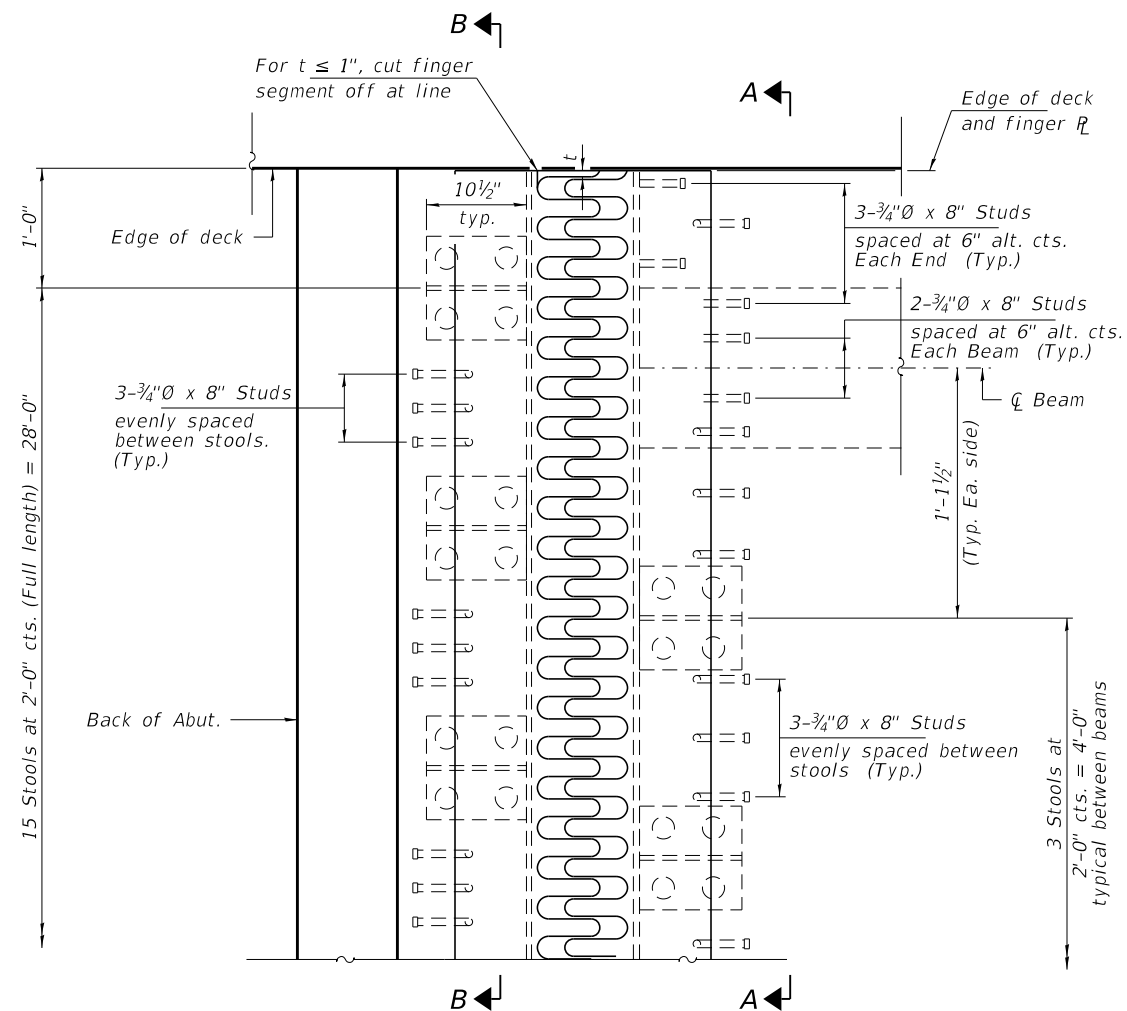 B
For t ≤ 1", cut finger
segment off at line
A
Edge of deck
and finger ⅊
t
10½"
typ.
1'-0"
Edge of deck
3-¾"Ø x 8" Studs
spaced at 6" alt. cts.
Each End (Typ.)
2-¾"Ø x 8" Studs
spaced at 6" alt. cts.
Each Beam (Typ.)
3-¾"Ø x 8" Studs
evenly spaced
between stools.
(Typ.)
℄ Beam
1'-1½"
(Typ. Ea. side)
15 Stools at 2'-0" cts. (Full length) = 28'-0"
Back of Abut.
3-¾"Ø x 8" Studs
evenly spaced between
stools (Typ.)
3 Stools at
2'-0" cts. = 4'-0"
typical between beams
B
A